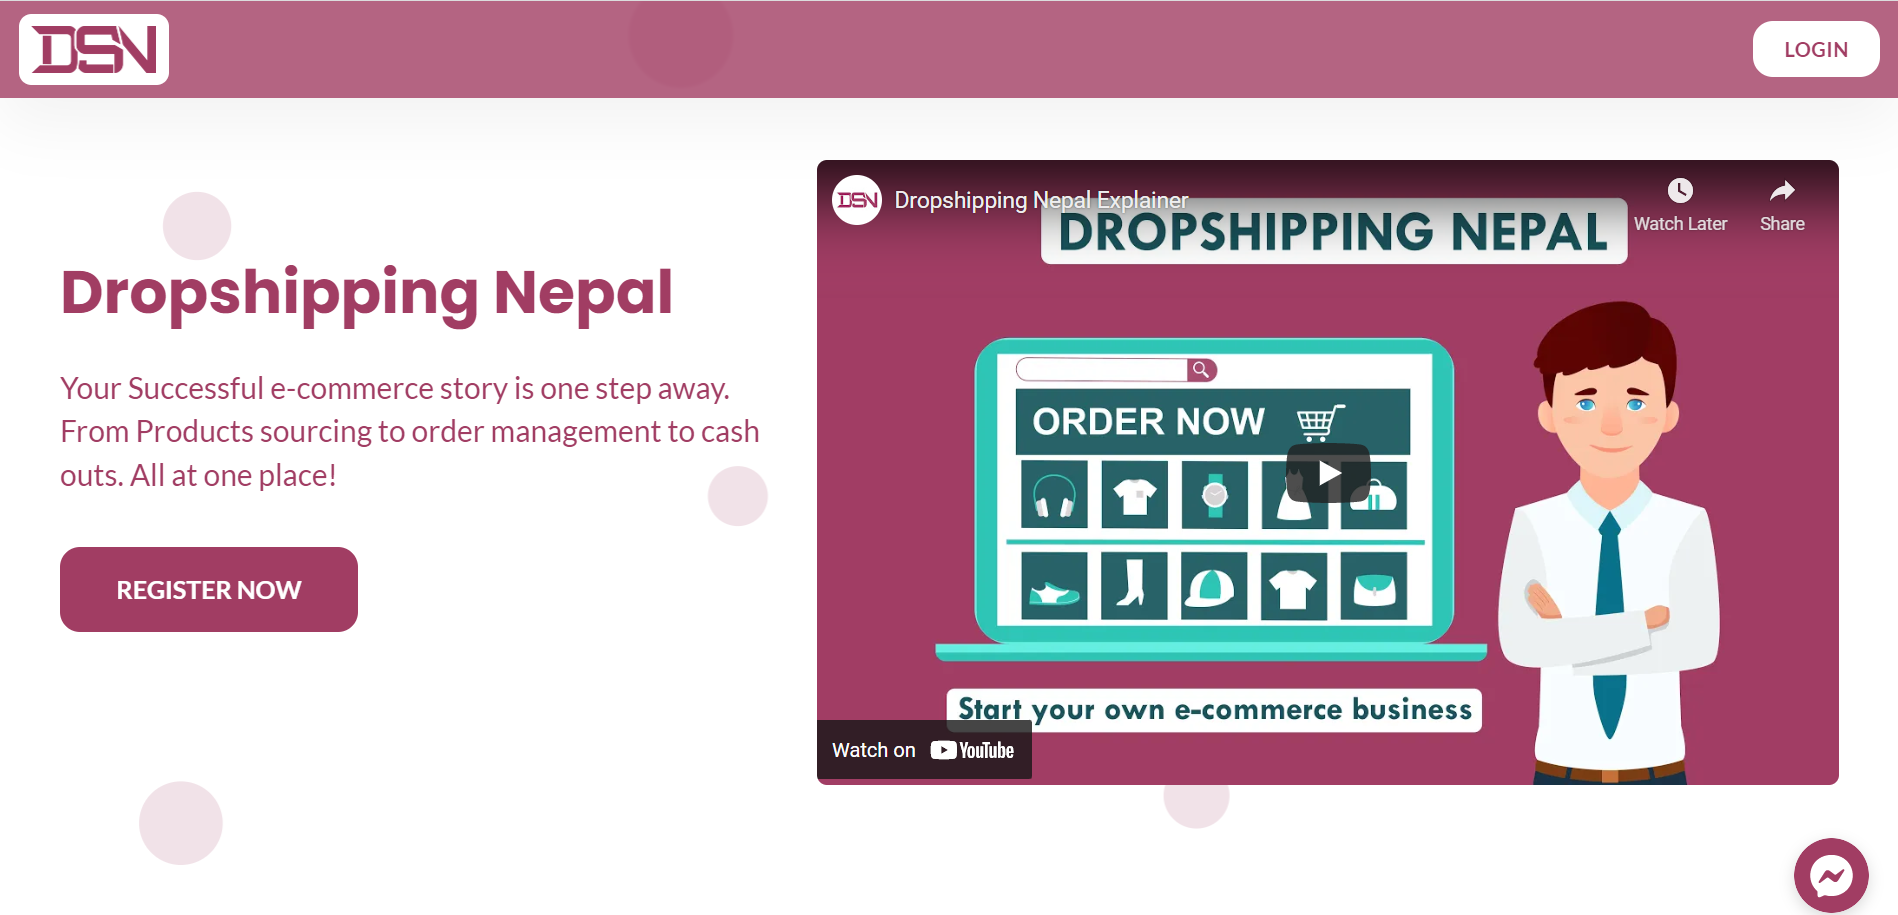 DSN
LOGIN
Dropshipping Nepal
Your Successful e-commerce story is one step away.
From Products sourcing to order management to cash
outs. All at one place!
REGISTER NOW
DSN
Dropshipping Nepal Explainer
Watch Later
Share
DROPSHIPPING NEPAL
ORDER NOW
Start your own e-commerce business
Watch on YouTube